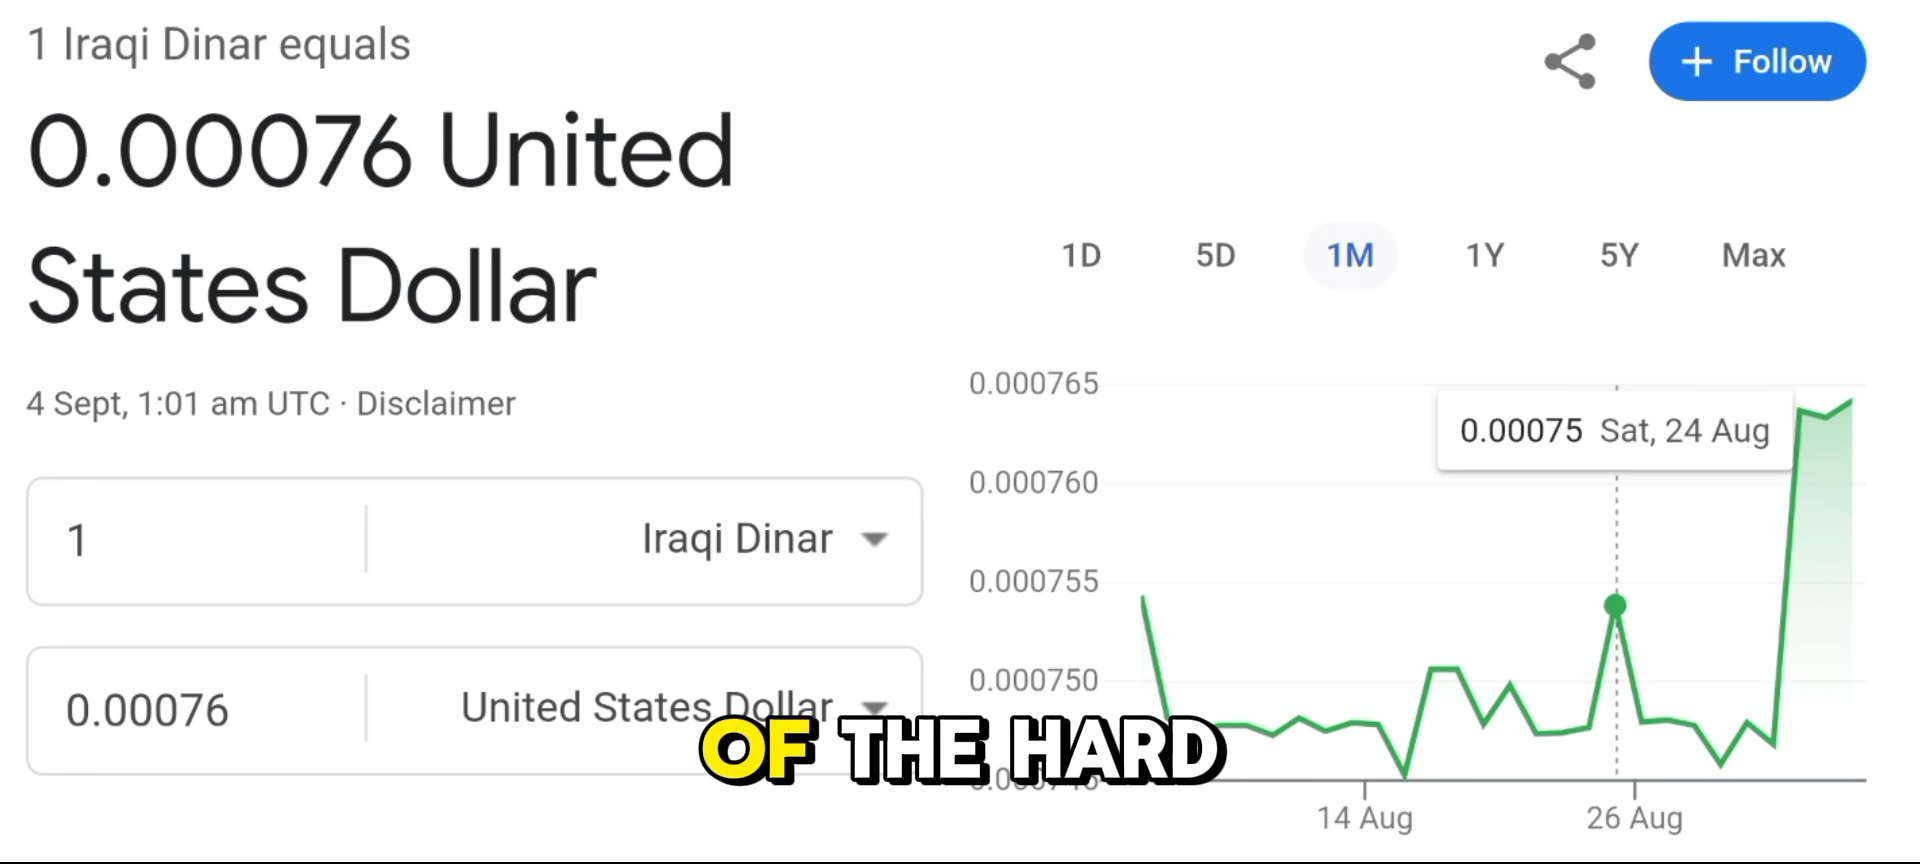 1 Iraqi Dinar equals
0.00076 United
States Dollar
4 Sept, 1:01 am UTC · Disclaimer
1 Iraqi Dinar
0.00076 United States Dollar
+ Follow
1D 5D 1M 1Y 5Y Max
0.000765
0.00075 Sat, 24 Aug
0.000760
0.000755
0.000750
OF THE HARD
14 Aug 26 Aug